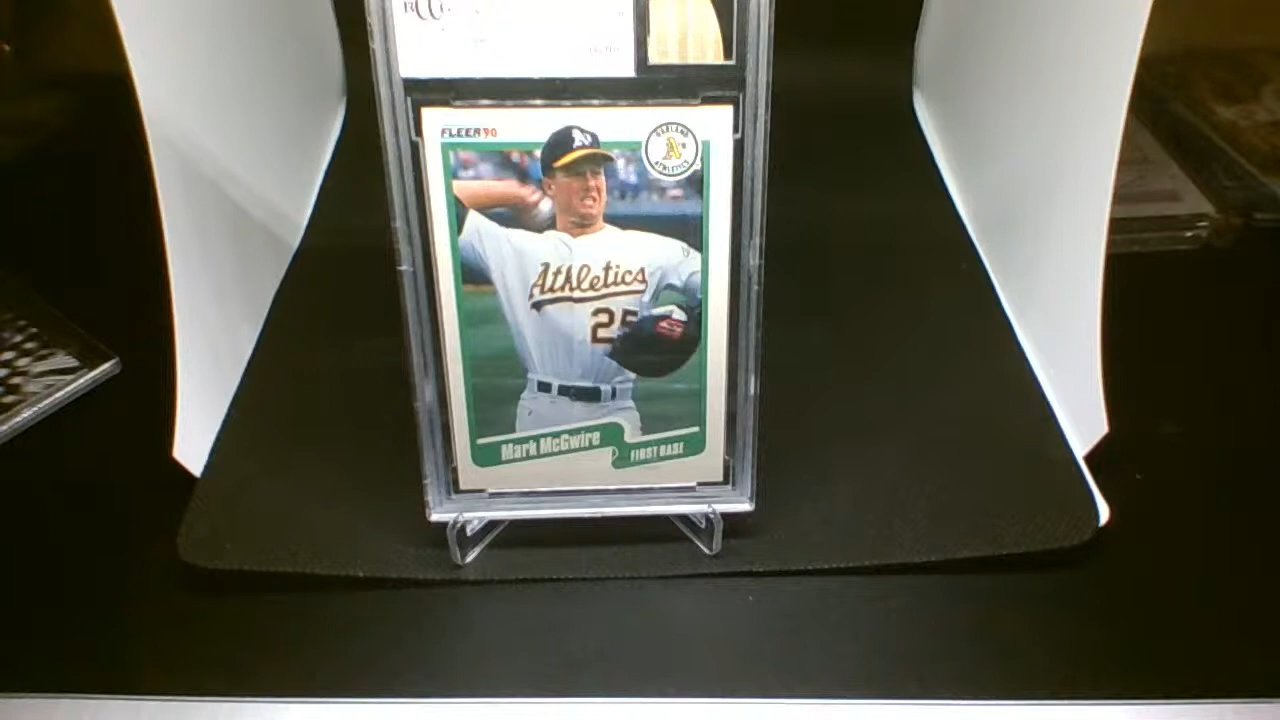 FLEER 90
OAKLAND
A's
ATHLETICS
A's
Athletics
25
Mark McGwire
FIRST BASE